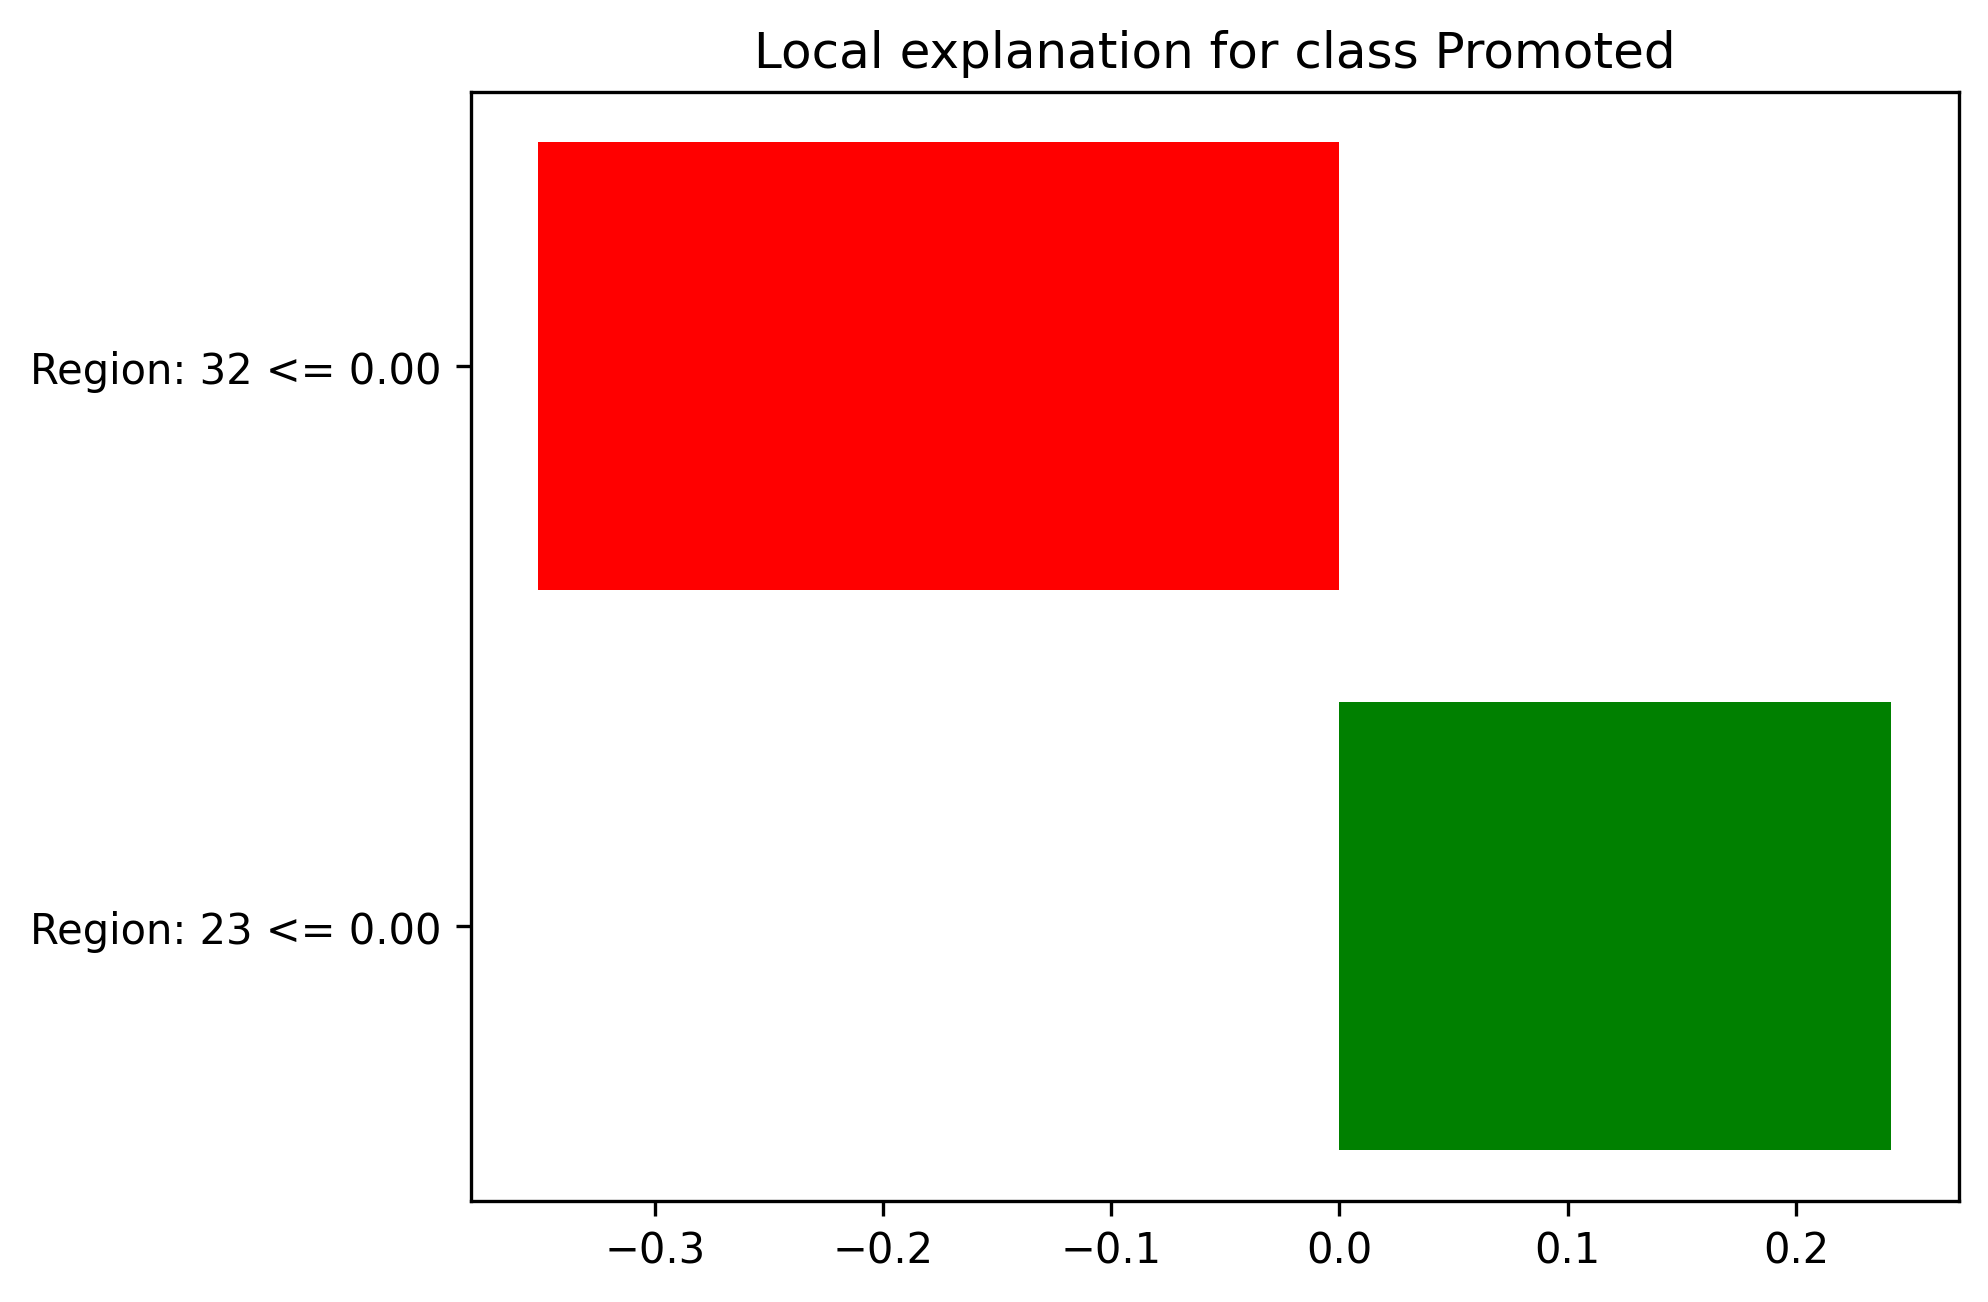 Local explanation for class Promoted
Region: 32 <= 0.00
Region: 23 <= 0.00
−0.3 −0.2 −0.1 0.0 0.1 0.2